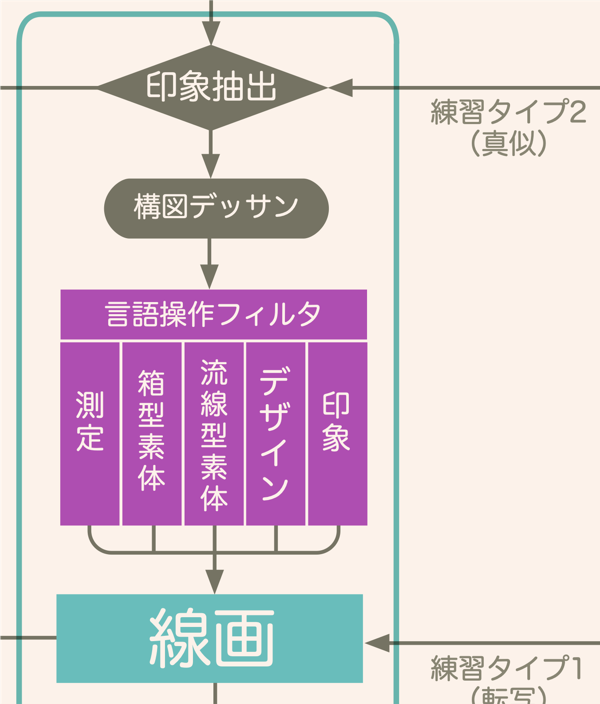 印象抽出
練習タイプ2
（真似）
構図デッサン
言語操作フィルタ
測定
箱型素体
流線型素体
デザイン
印象
線画
練習タイプ1
（転写）